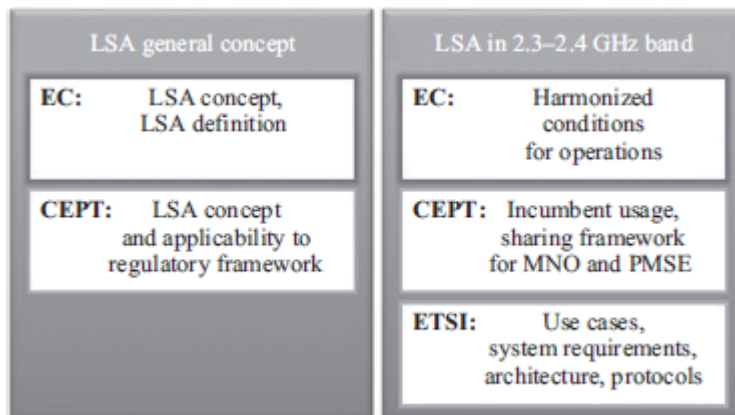 LSA general concept
EC: LSA concept,
LSA definition
CEPT: LSA concept
and applicability to
regulatory framework
LSA in 2.3–2.4 GHz band
EC: Harmonized
conditions
for operations
CEPT: Incumbent usage,
sharing framework
for MNO and PMSE
ETSI: Use cases,
system requirements,
architecture, protocols